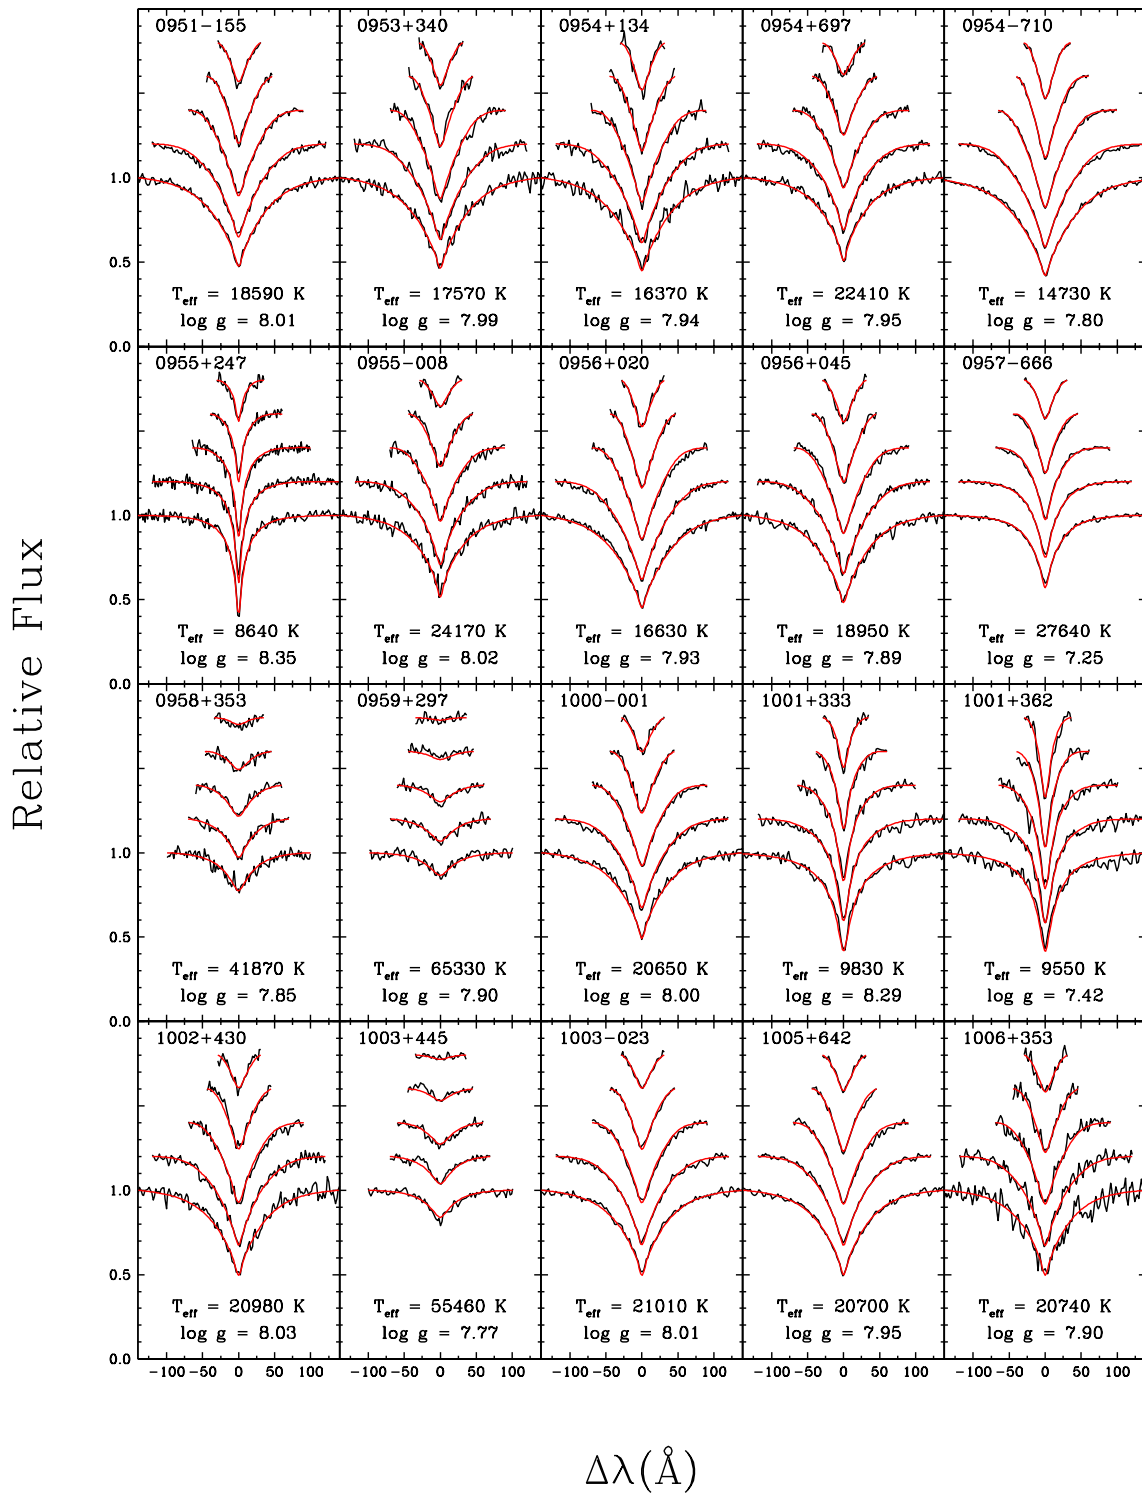 Relative Flux
0951−155 0953+340 0954+134 0954+697 0954−710
1.0
0.5
T_eff = 18590 K T_eff = 17570 K T_eff = 16370 K T_eff = 22410 K T_eff = 14730 K
log g = 8.01 log g = 7.99 log g = 7.94 log g = 7.95 log g = 7.80
0.0
0955+247 0955−008 0956+020 0956+045 0957−666
1.0
0.5
T_eff = 8640 K T_eff = 24170 K T_eff = 16630 K T_eff = 18950 K T_eff = 27640 K
log g = 8.35 log g = 8.02 log g = 7.93 log g = 7.89 log g = 7.25
0.0
0958+353 0959+297 1000−001 1001+333 1001+362
1.0
0.5
T_eff = 41870 K T_eff = 65330 K T_eff = 20650 K T_eff = 9830 K T_eff = 9550 K
log g = 7.85 log g = 7.90 log g = 8.00 log g = 8.29 log g = 7.42
0.0
1002+430 1003+445 1003−023 1005+642 1006+353
1.0
0.5
T_eff = 20980 K T_eff = 55460 K T_eff = 21010 K T_eff = 20700 K T_eff = 20740 K
log g = 8.03 log g = 7.77 log g = 8.01 log g = 7.95 log g = 7.90
0.0
−100 −50 0 50 100 −50 0 50 100 −50 0 50 100 −50 0 50 100 −50 0 50 100
Δλ(Å)